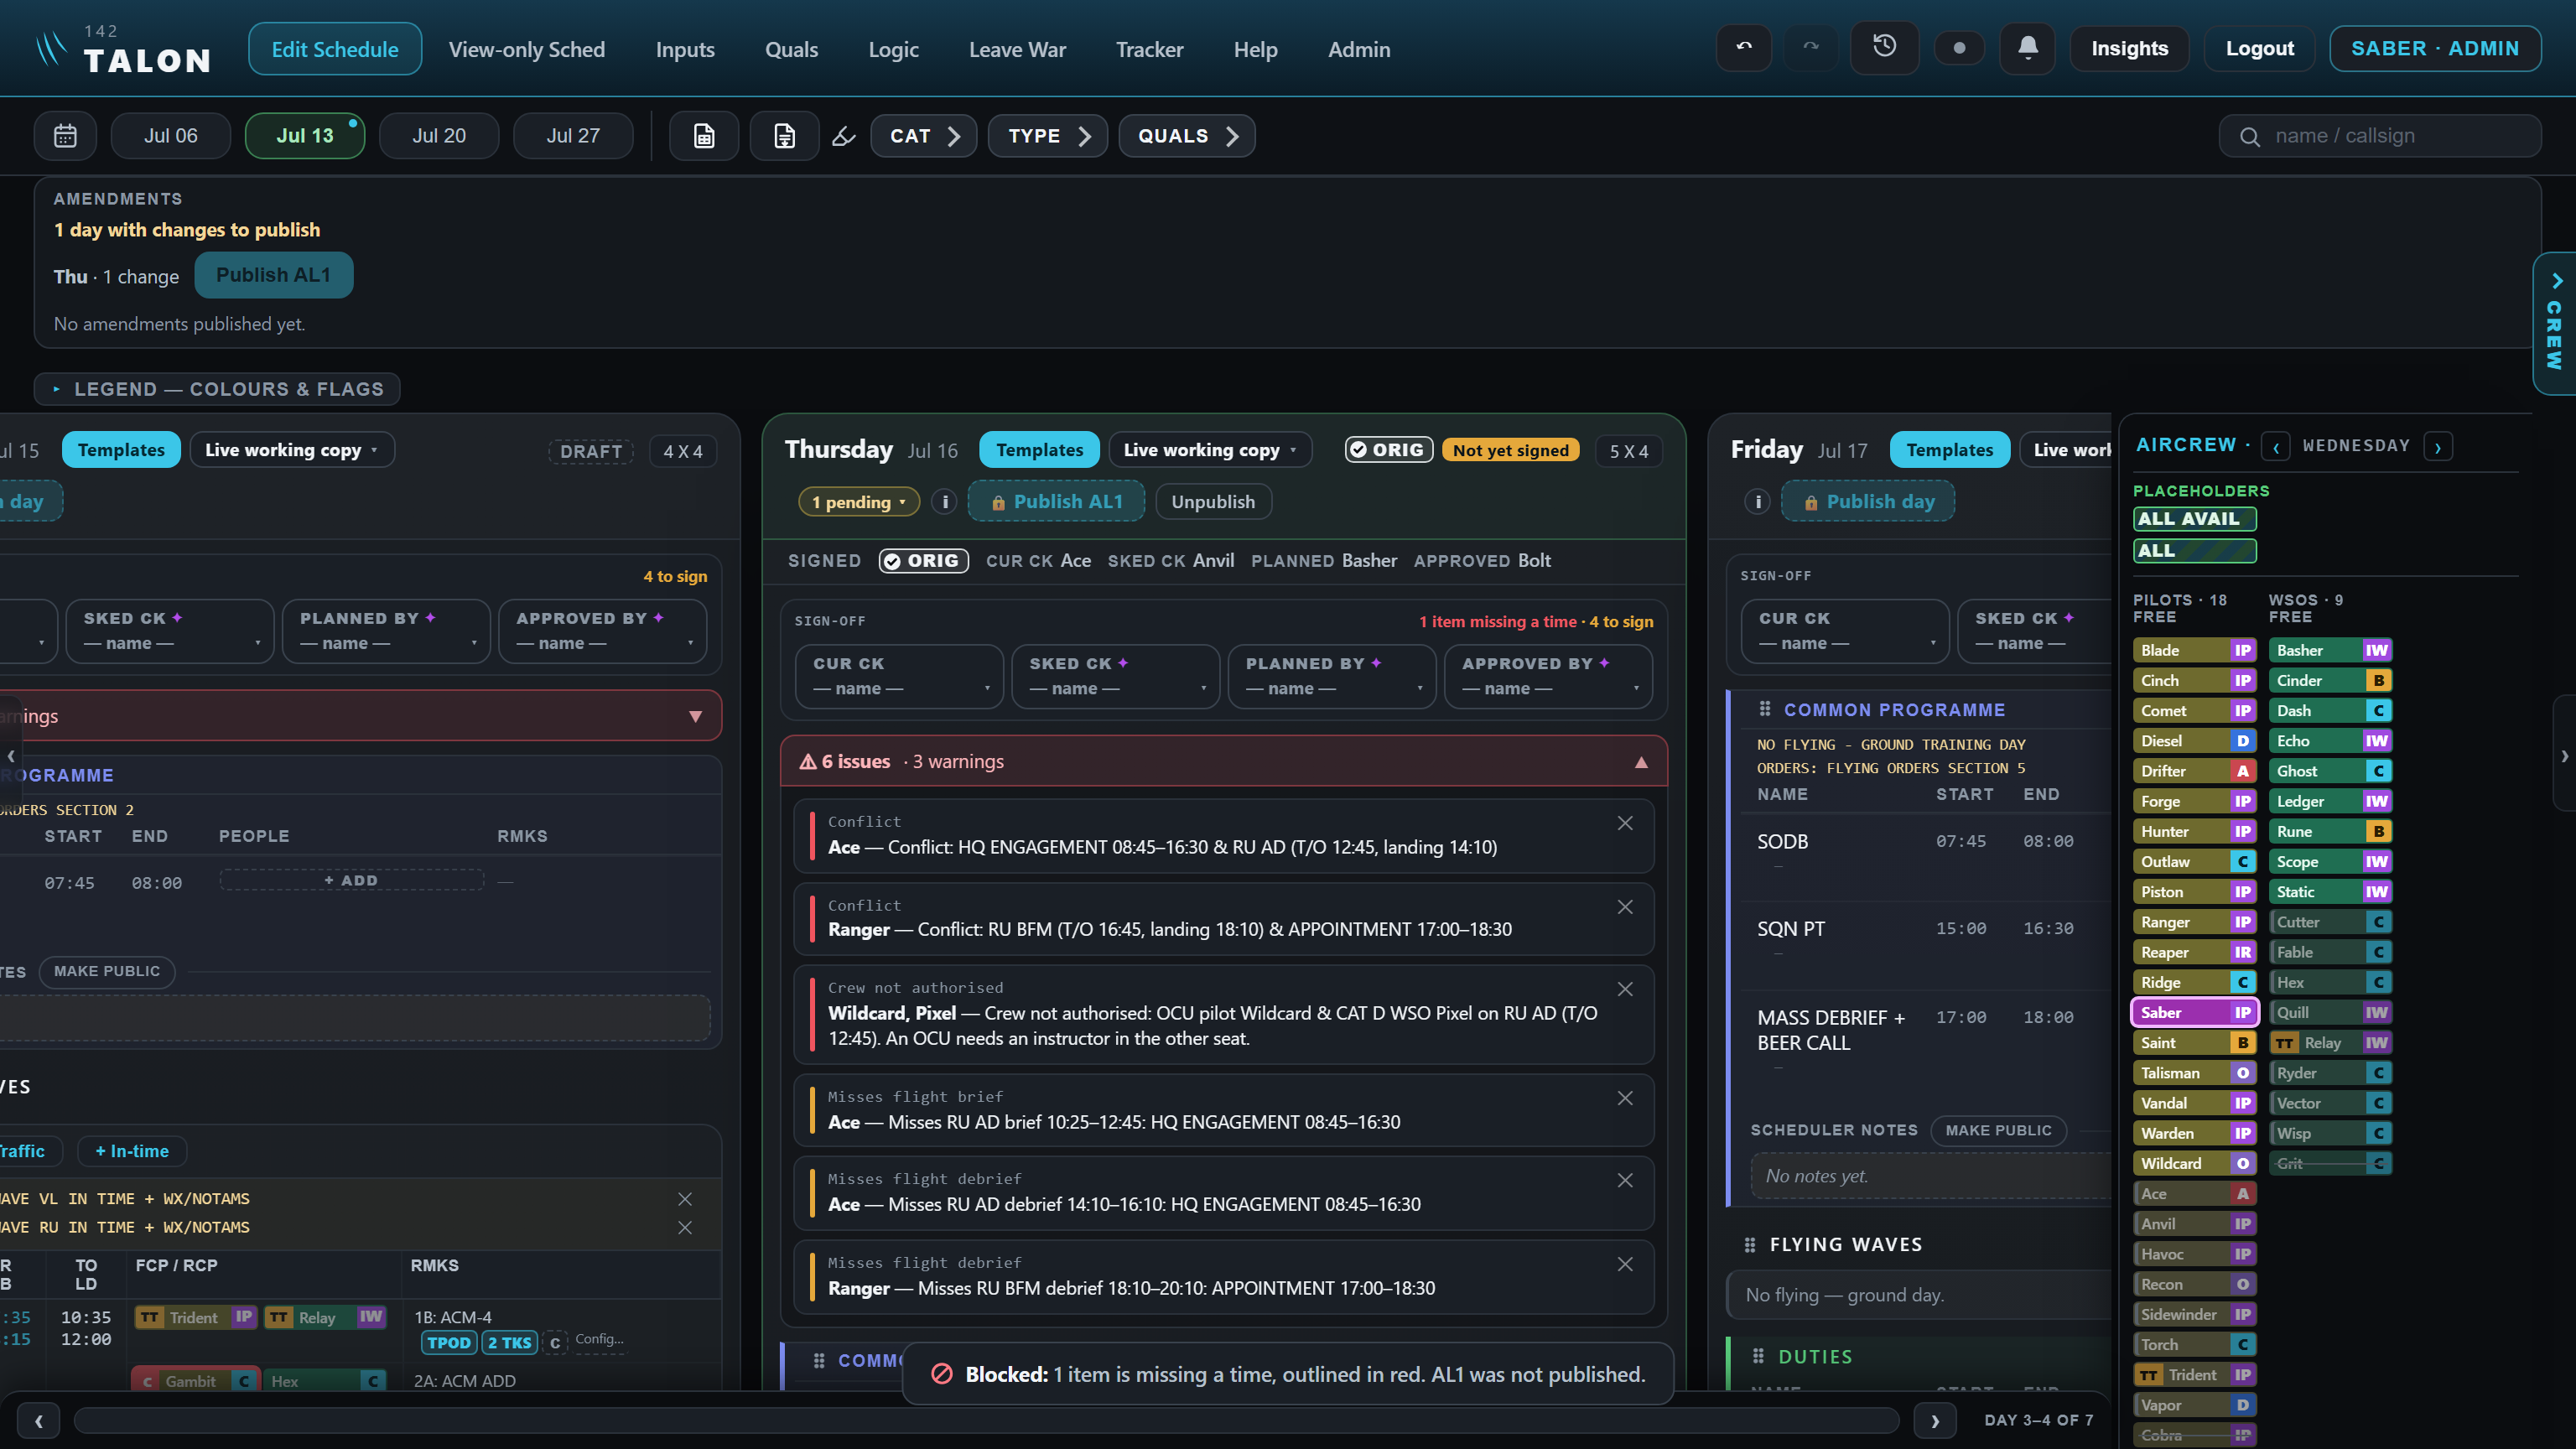 142
TALON
Edit Schedule
View-only Sched
Inputs
Quals
Logic
Leave War
Tracker
Help
Admin
Insights
Logout
SABER · ADMIN
Jul 06
Jul 13
Jul 20
Jul 27
CAT
TYPE
QUALS
name / callsign
AMENDMENTS
1 day with changes to publish
Thu · 1 change
Publish AL1
No amendments published yet.
CREW
LEGEND — COLOURS & FLAGS
ul 15
Templates
Live working copy
DRAFT
4 X 4
day
4 to sign
SKED CK
— name —
PLANNED BY
— name —
APPROVED BY
— name —
arnings
ROGRAMME
ORDERS SECTION 2
START
END
PEOPLE
RMKS
07:45
08:00
+ ADD
—
TES
MAKE PUBLIC
VES
raffic
+ In-time
AVE VL IN TIME + WX/NOTAMS
AVE RU IN TIME + WX/NOTAMS
R
B
TO
LD
FCP / RCP
RMKS
:35
:15
10:35
12:00
TT Trident IP
TT Relay IW
1B: ACM-4
TPOD
2 TKS
C
Config...
C Gambit C
Hex C
2A: ACM ADD
Thursday
Jul 16
Templates
Live working copy
ORIG
Not yet signed
5 X 4
1 pending
i
Publish AL1
Unpublish
SIGNED
ORIG
CUR CK Ace
SKED CK Anvil
PLANNED Basher
APPROVED Bolt
SIGN-OFF
1 item missing a time · 4 to sign
CUR CK
— name —
SKED CK
— name —
PLANNED BY
— name —
APPROVED BY
— name —
6 issues · 3 warnings
Conflict
Ace — Conflict: HQ ENGAGEMENT 08:45–16:30 & RU AD (T/O 12:45, landing 14:10)
Conflict
Ranger — Conflict: RU BFM (T/O 16:45, landing 18:10) & APPOINTMENT 17:00–18:30
Crew not authorised
Wildcard, Pixel — Crew not authorised: OCU pilot Wildcard & CAT D WSO Pixel on RU AD (T/O
12:45). An OCU needs an instructor in the other seat.
Misses flight brief
Ace — Misses RU AD brief 10:25–12:45: HQ ENGAGEMENT 08:45–16:30
Misses flight debrief
Ace — Misses RU AD debrief 14:10–16:10: HQ ENGAGEMENT 08:45–16:30
Misses flight debrief
Ranger — Misses RU BFM debrief 18:10–20:10: APPOINTMENT 17:00–18:30
COMMO
Blocked: 1 item is missing a time, outlined in red. AL1 was not published.
Friday
Jul 17
Templates
Live work
i
Publish day
SIGN-OFF
CUR CK
— name —
SKED CK
— name —
COMMON PROGRAMME
NO FLYING - GROUND TRAINING DAY
ORDERS: FLYING ORDERS SECTION 5
NAME
START
END
SODB
07:45
08:00
—
SQN PT
15:00
16:30
—
MASS DEBRIEF +
BEER CALL
17:00
18:00
—
SCHEDULER NOTES
MAKE PUBLIC
No notes yet.
FLYING WAVES
No flying — ground day.
DUTIES
NAME
START
END
AIRCREW ·
WEDNESDAY
PLACEHOLDERS
ALL AVAIL
ALL
PILOTS · 18
FREE
WSOS · 9
FREE
Blade IP
Basher IW
Cinch IP
Cinder B
Comet IP
Dash C
Diesel D
Echo IW
Drifter A
Ghost C
Forge IP
Ledger IW
Hunter IP
Rune B
Outlaw C
Scope IW
Piston IP
Static IW
Ranger IP
Cutter C
Reaper IR
Fable C
Ridge C
Hex C
Saber IP
Quill IW
Saint B
TT Relay IW
Talisman O
Ryder C
Vandal IP
Vector C
Warden IP
Wisp C
Wildcard O
Grit C
Ace A
Anvil IP
Havoc IP
Recon O
Sidewinder IP
Torch C
TT Trident IP
Vapor D
Cobra IP
DAY 3–4 OF 7